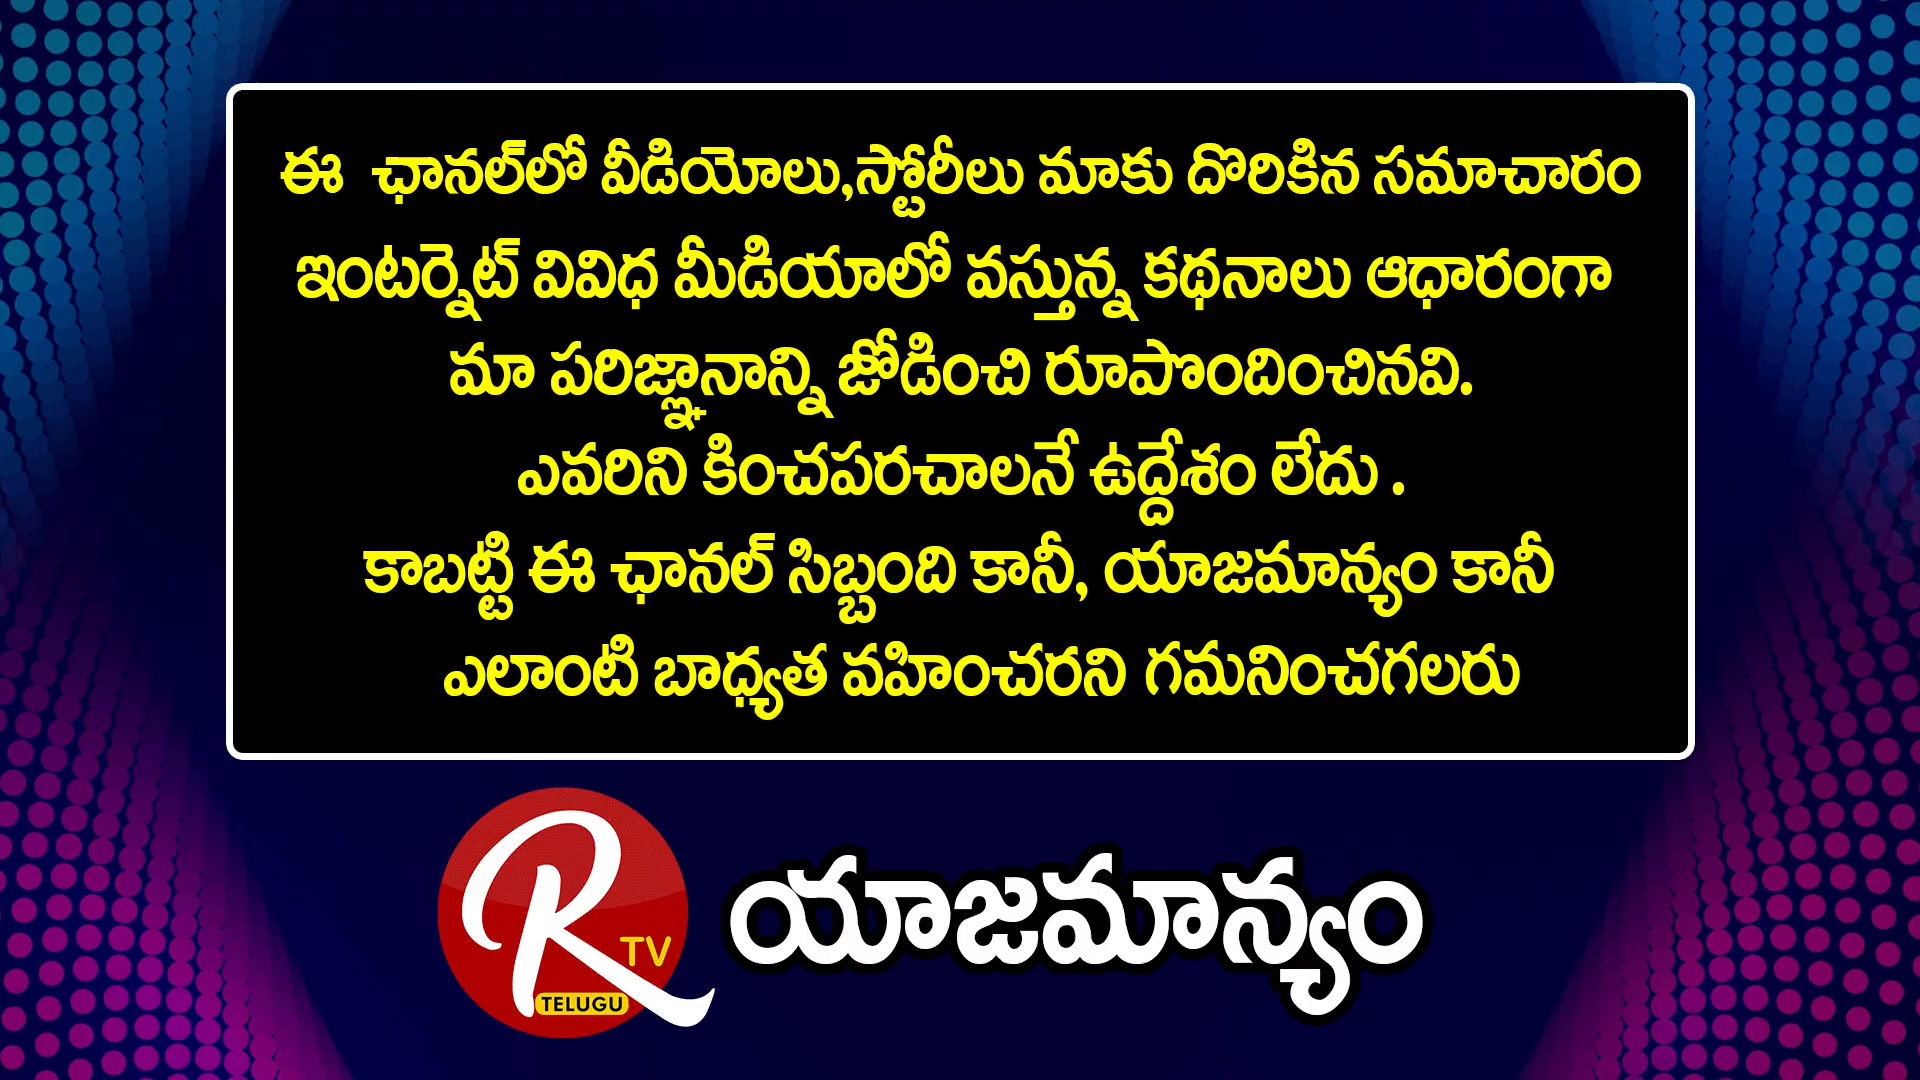 ఈ ఛానల్‌లో వీడియోలు,స్టోరీలు మాకు దొరికిన సమాచారం
ఇంటర్నెట్ వివిధ మీడియాలో వస్తున్న కథనాలు ఆధారంగా
మా పరిజ్ఞానాన్ని జోడించి రూపొందించినవి.
ఎవరిని కించపరచాలనే ఉద్దేశం లేదు .
కాబట్టి ఈ ఛానల్ సిబ్బంది కానీ, యాజమాన్యం కానీ
ఎలాంటి బాధ్యత వహించరని గమనించగలరు
R TV
TELUGU
యాజమాన్యం